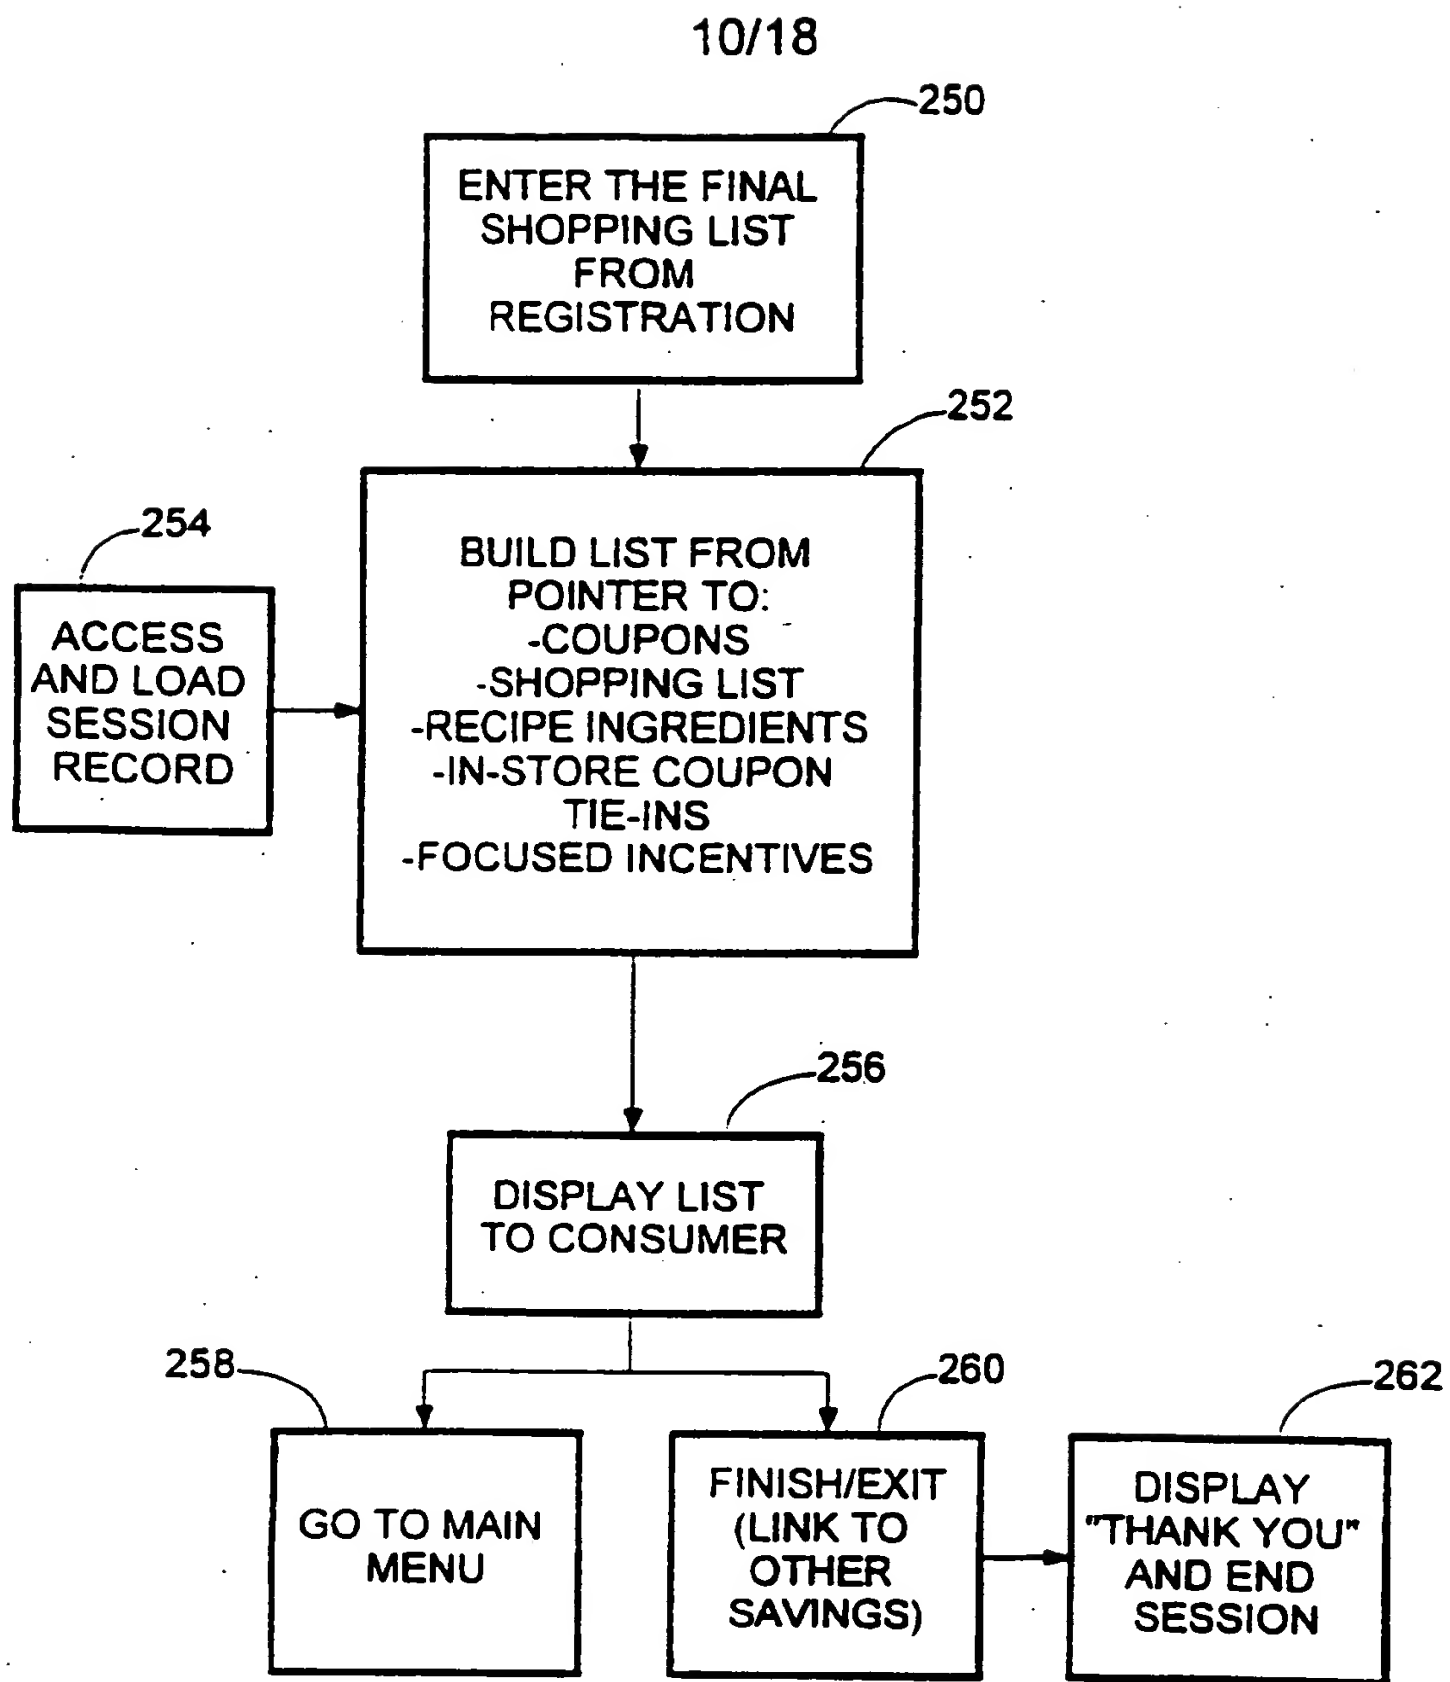 10/18
250
ENTER THE FINAL
SHOPPING LIST
FROM
REGISTRATION
252
BUILD LIST FROM
POINTER TO:
-COUPONS
-SHOPPING LIST
-RECIPE INGREDIENTS
-IN-STORE COUPON
TIE-INS
-FOCUSED INCENTIVES
254
ACCESS
AND LOAD
SESSION
RECORD
256
DISPLAY LIST
TO CONSUMER
258
GO TO MAIN
MENU
260
FINISH/EXIT
(LINK TO
OTHER
SAVINGS)
262
DISPLAY
"THANK YOU"
AND END
SESSION